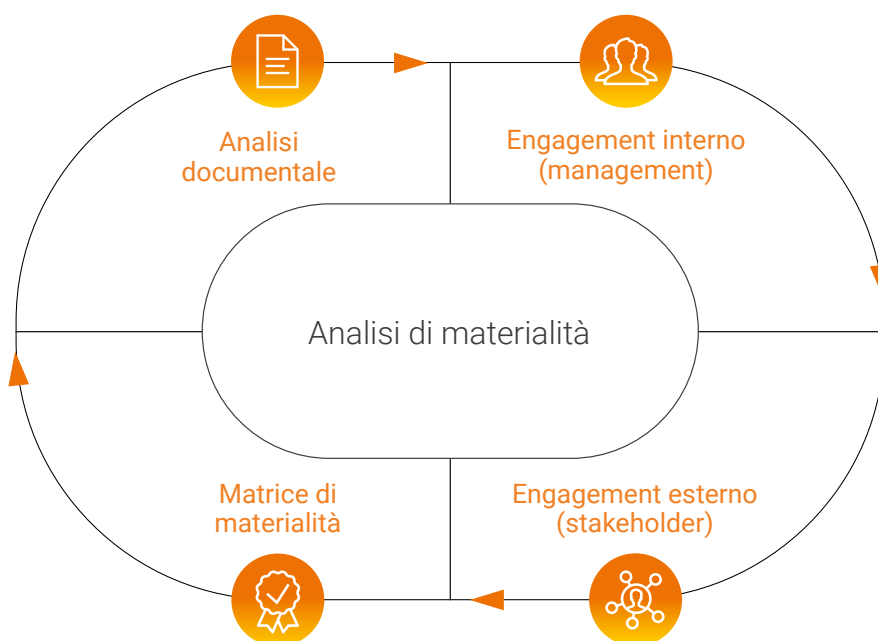 Analisi
documentale
Engagement interno
(management)
Analisi di materialità
Matrice di
materialità
Engagement esterno
(stakeholder)